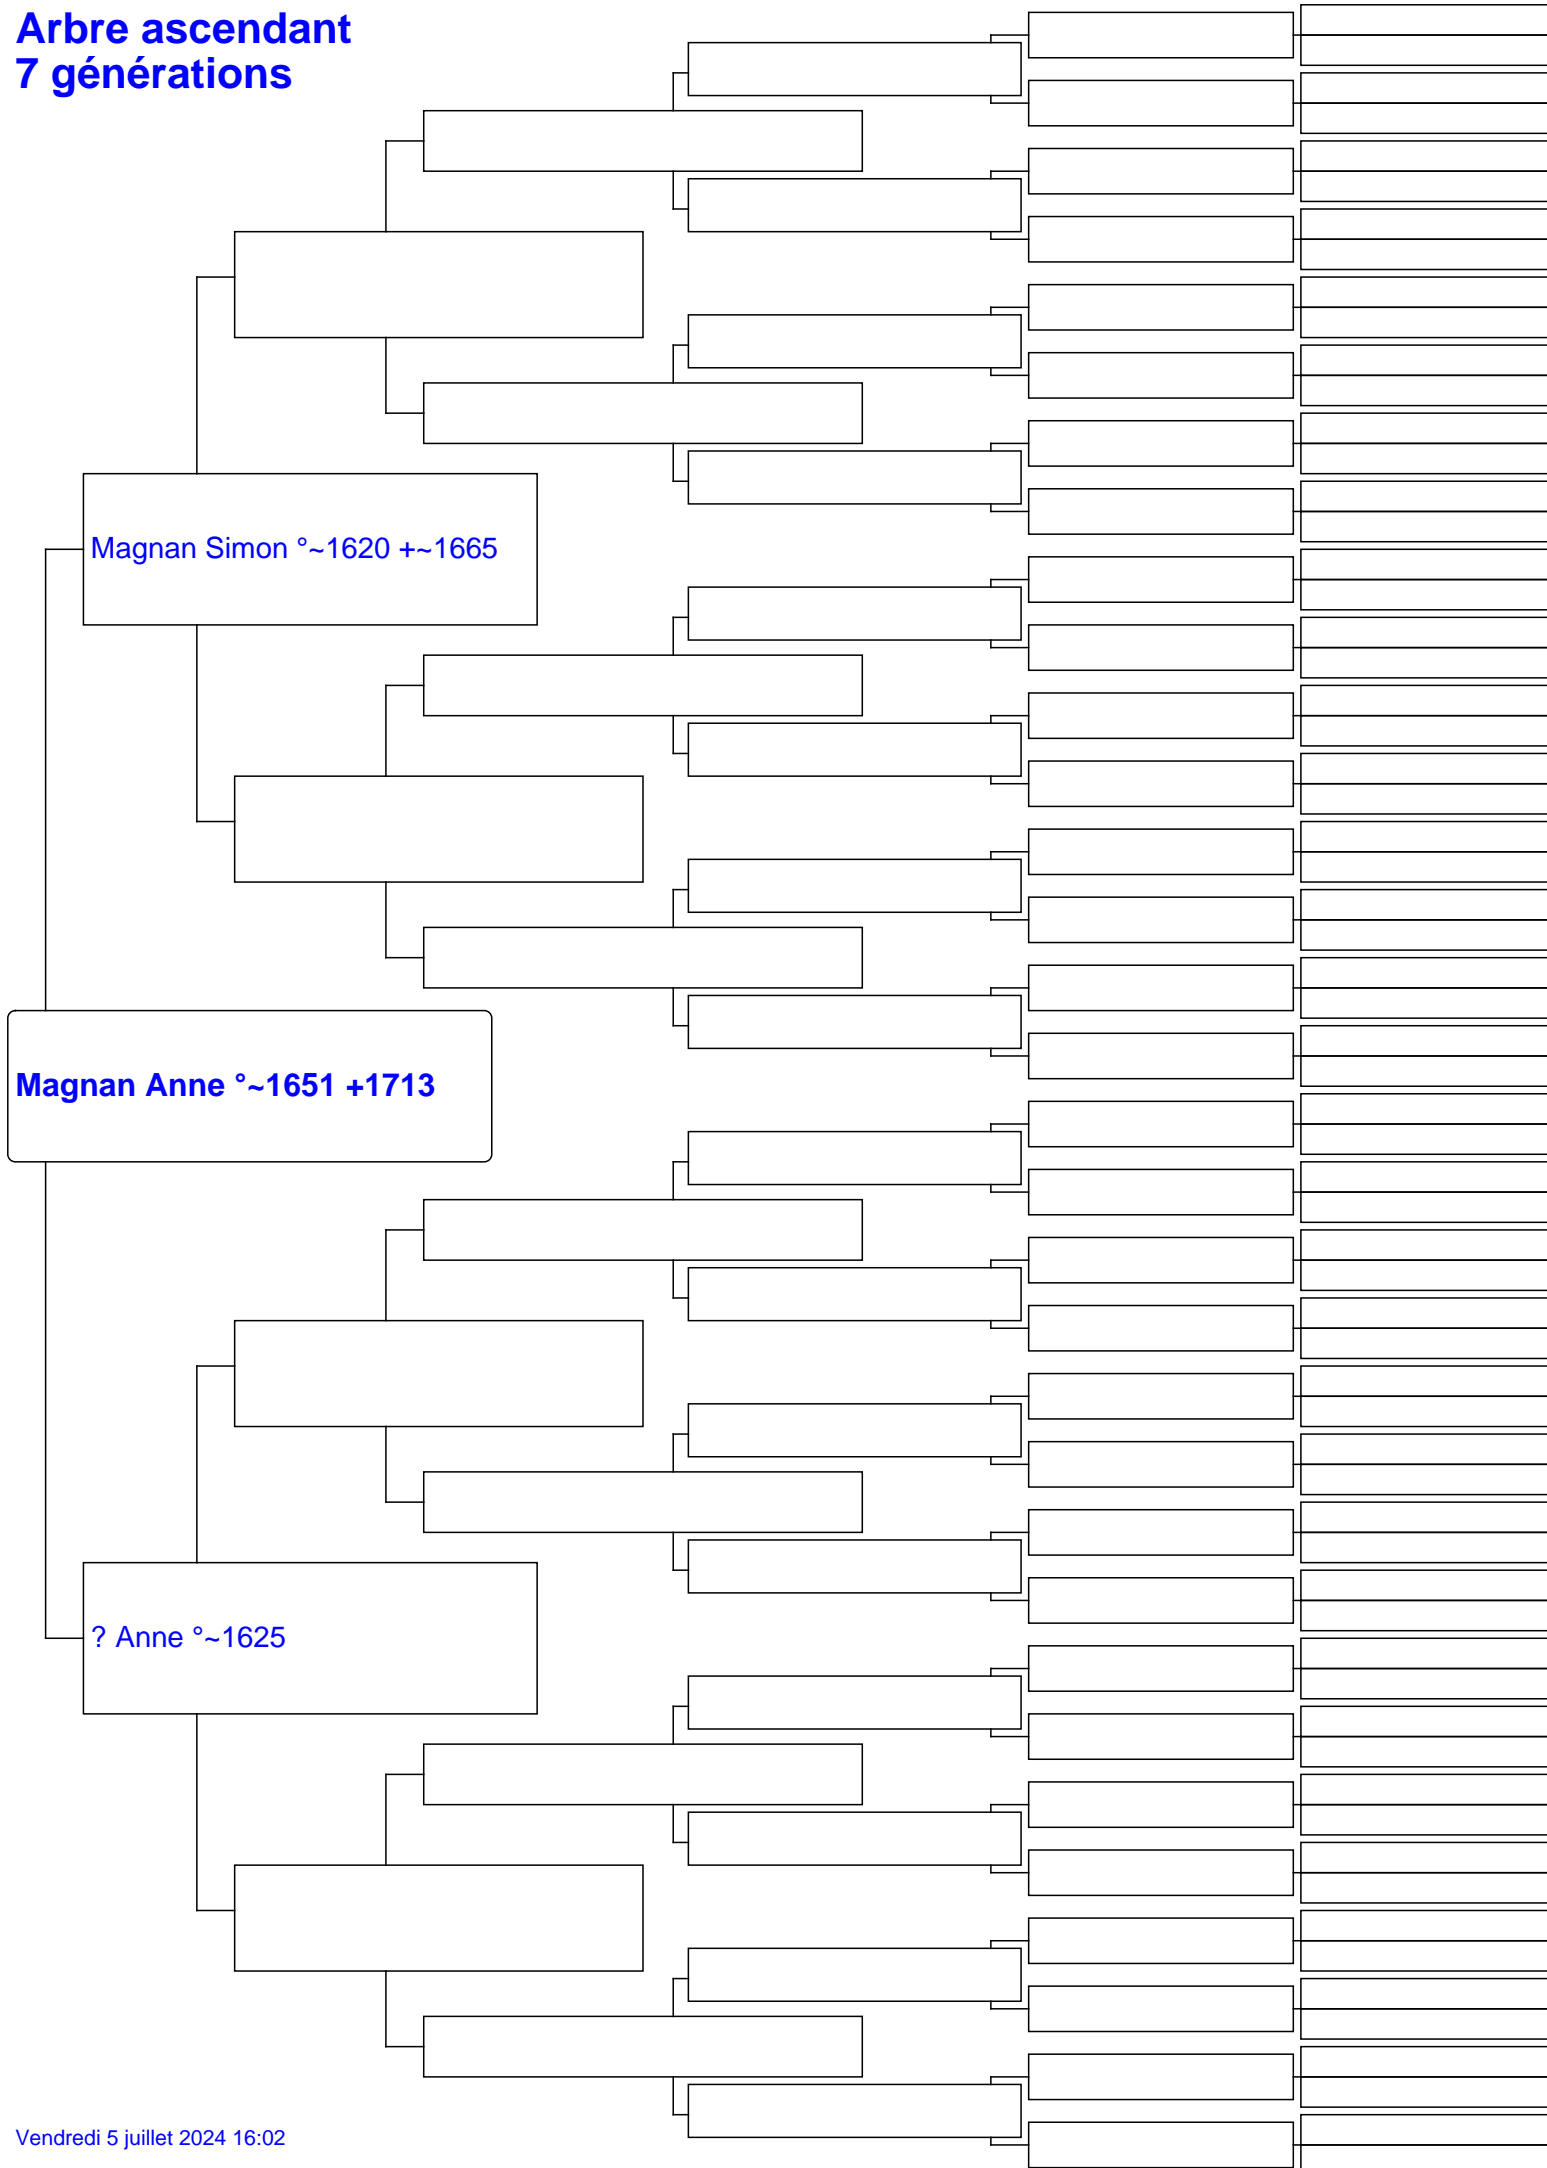 Arbre ascendant
7 générations
Magnan Simon °~1620 +~1665
Magnan Anne °~1651 +1713
? Anne °~1625
Vendredi 5 juillet 2024 16:02